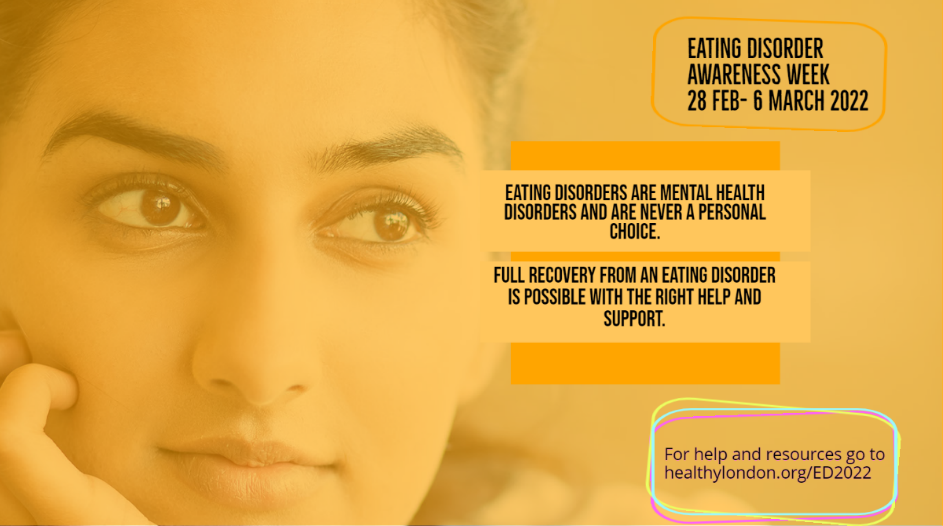 EATING DISORDER
AWARENESS WEEK
28 FEB- 6 MARCH 2022
EATING DISORDERS ARE MENTAL HEALTH
DISORDERS AND ARE NEVER A PERSONAL
CHOICE.
FULL RECOVERY FROM AN EATING DISORDER
IS POSSIBLE WITH THE RIGHT HELP AND
SUPPORT.
For help and resources go to
healthylondon.org/ED2022